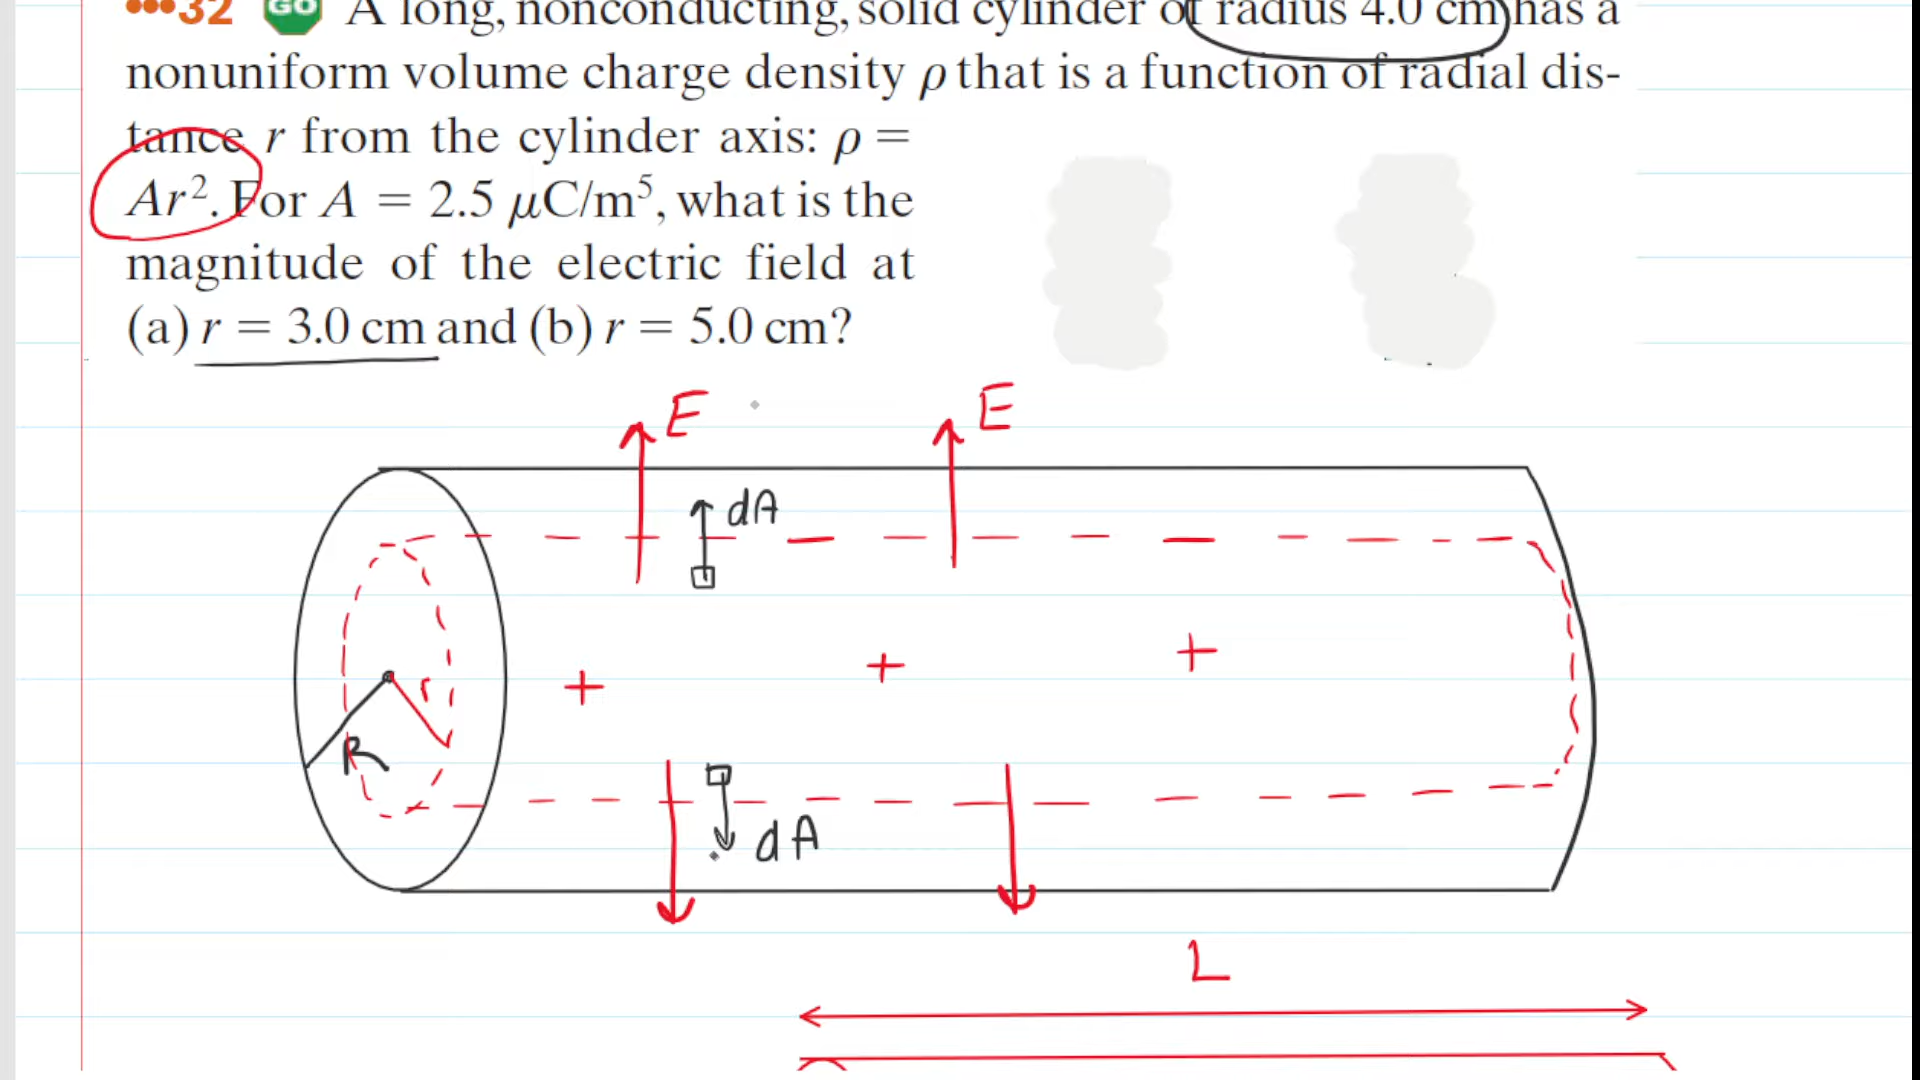 •••32 GO A long, nonconducting, solid cylinder of radius 4.0 cm has a
nonuniform volume charge density ρ that is a function of radial dis-
tance r from the cylinder axis: ρ =
Ar². For A = 2.5 μC/m⁵, what is the
magnitude of the electric field at
(a) r = 3.0 cm and (b) r = 5.0 cm?
E E
dA
+ + +
r
R
dA
L